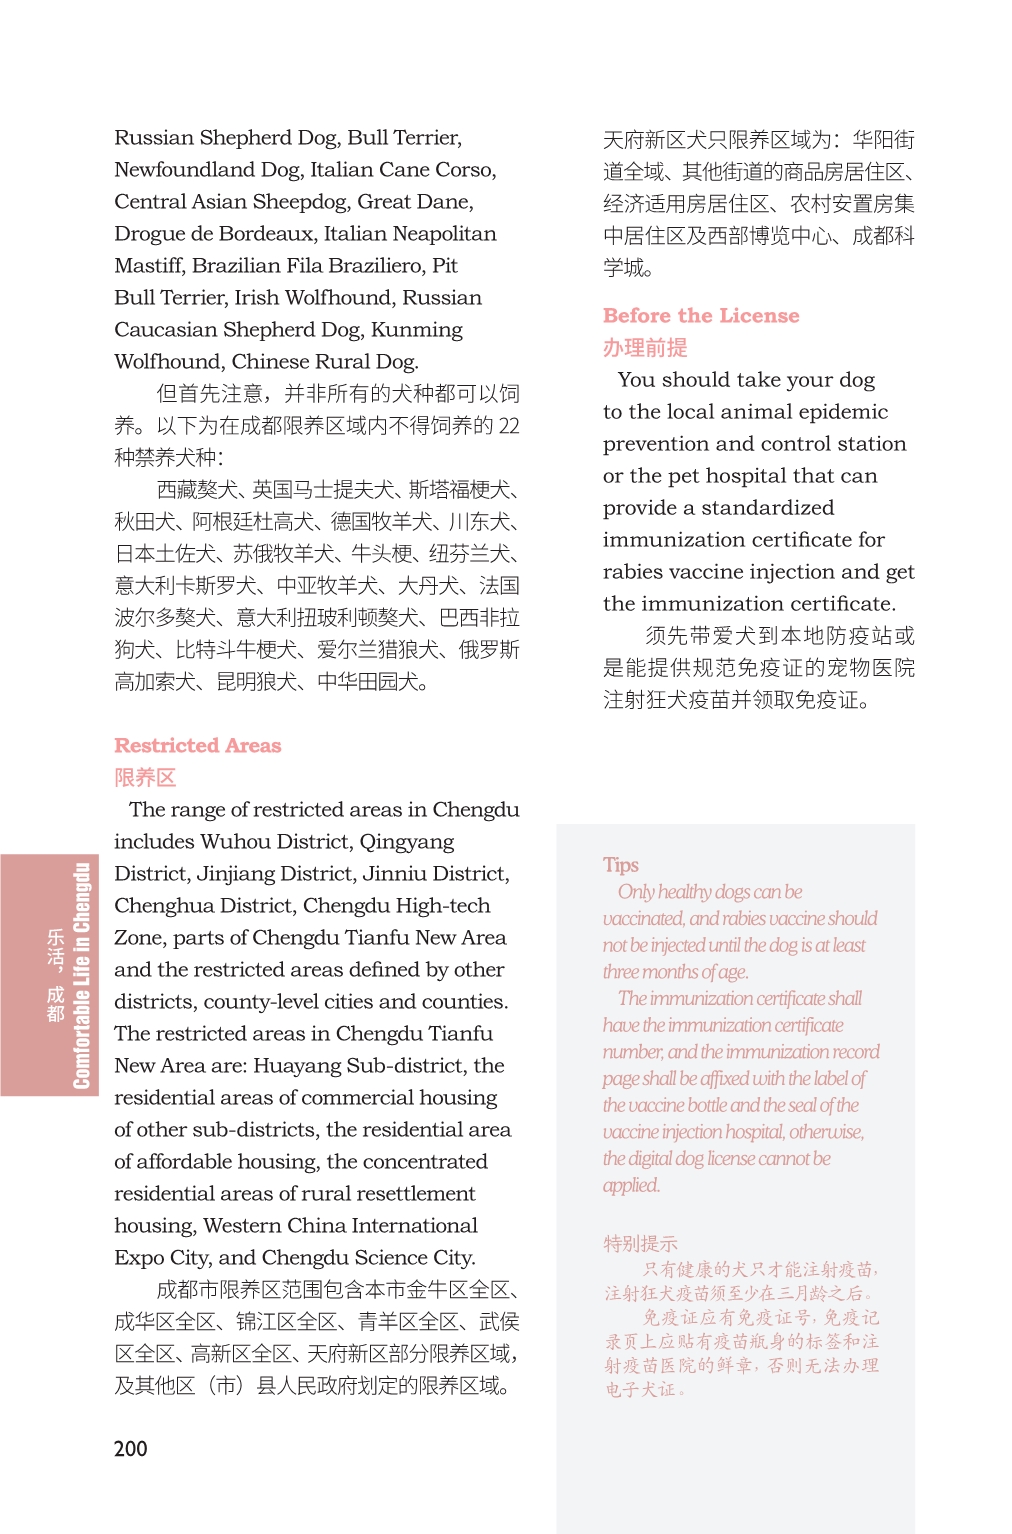 Russian Shepherd Dog, Bull Terrier,
Newfoundland Dog, Italian Cane Corso,
Central Asian Sheepdog, Great Dane,
Drogue de Bordeaux, Italian Neapolitan
Mastiff, Brazilian Fila Braziliero, Pit
Bull Terrier, Irish Wolfhound, Russian
Caucasian Shepherd Dog, Kunming
Wolfhound, Chinese Rural Dog.
但首先注意，并非所有的犬种都可以饲
养。以下为在成都限养区域内不得饲养的 22
种禁养犬种：
西藏獒犬、英国马士提夫犬、斯塔福梗犬、
秋田犬、阿根廷杜高犬、德国牧羊犬、川东犬、
日本土佐犬、苏俄牧羊犬、牛头梗、纽芬兰犬、
意大利卡斯罗犬、中亚牧羊犬、大丹犬、法国
波尔多獒犬、意大利扭玻利顿獒犬、巴西非拉
狗犬、比特斗牛梗犬、爱尔兰猎狼犬、俄罗斯
高加索犬、昆明狼犬、中华田园犬。
Restricted Areas
限养区
The range of restricted areas in Chengdu
includes Wuhou District, Qingyang
District, Jinjiang District, Jinniu District,
Chenghua District, Chengdu High-tech
Zone, parts of Chengdu Tianfu New Area
and the restricted areas defined by other
districts, county-level cities and counties.
The restricted areas in Chengdu Tianfu
New Area are: Huayang Sub-district, the
residential areas of commercial housing
of other sub-districts, the residential area
of affordable housing, the concentrated
residential areas of rural resettlement
housing, Western China International
Expo City, and Chengdu Science City.
成都市限养区范围包含本市金牛区全区、
成华区全区、锦江区全区、青羊区全区、武侯
区全区、高新区全区、天府新区部分限养区域，
及其他区（市）县人民政府划定的限养区域。
天府新区犬只限养区域为：华阳街
道全域、其他街道的商品房居住区、
经济适用房居住区、农村安置房集
中居住区及西部博览中心、成都科
学城。
Before the License
办理前提
You should take your dog
to the local animal epidemic
prevention and control station
or the pet hospital that can
provide a standardized
immunization certificate for
rabies vaccine injection and get
the immunization certificate.
须先带爱犬到本地防疫站或
是能提供规范免疫证的宠物医院
注射狂犬疫苗并领取免疫证。
Tips
Only healthy dogs can be
vaccinated, and rabies vaccine should
not be injected until the dog is at least
three months of age.
The immunization certificate shall
have the immunization certificate
number, and the immunization record
page shall be affixed with the label of
the vaccine bottle and the seal of the
vaccine injection hospital, otherwise,
the digital dog license cannot be
applied.
特别提示
只有健康的犬只才能注射疫苗，
注射狂犬疫苗须至少在三月龄之后。
免疫证应有免疫证号，免疫记
录页上应贴有疫苗瓶身的标签和注
射疫苗医院的鲜章，否则无法办理
电子犬证。
乐活，成都
Comfortable Life in Chengdu
200